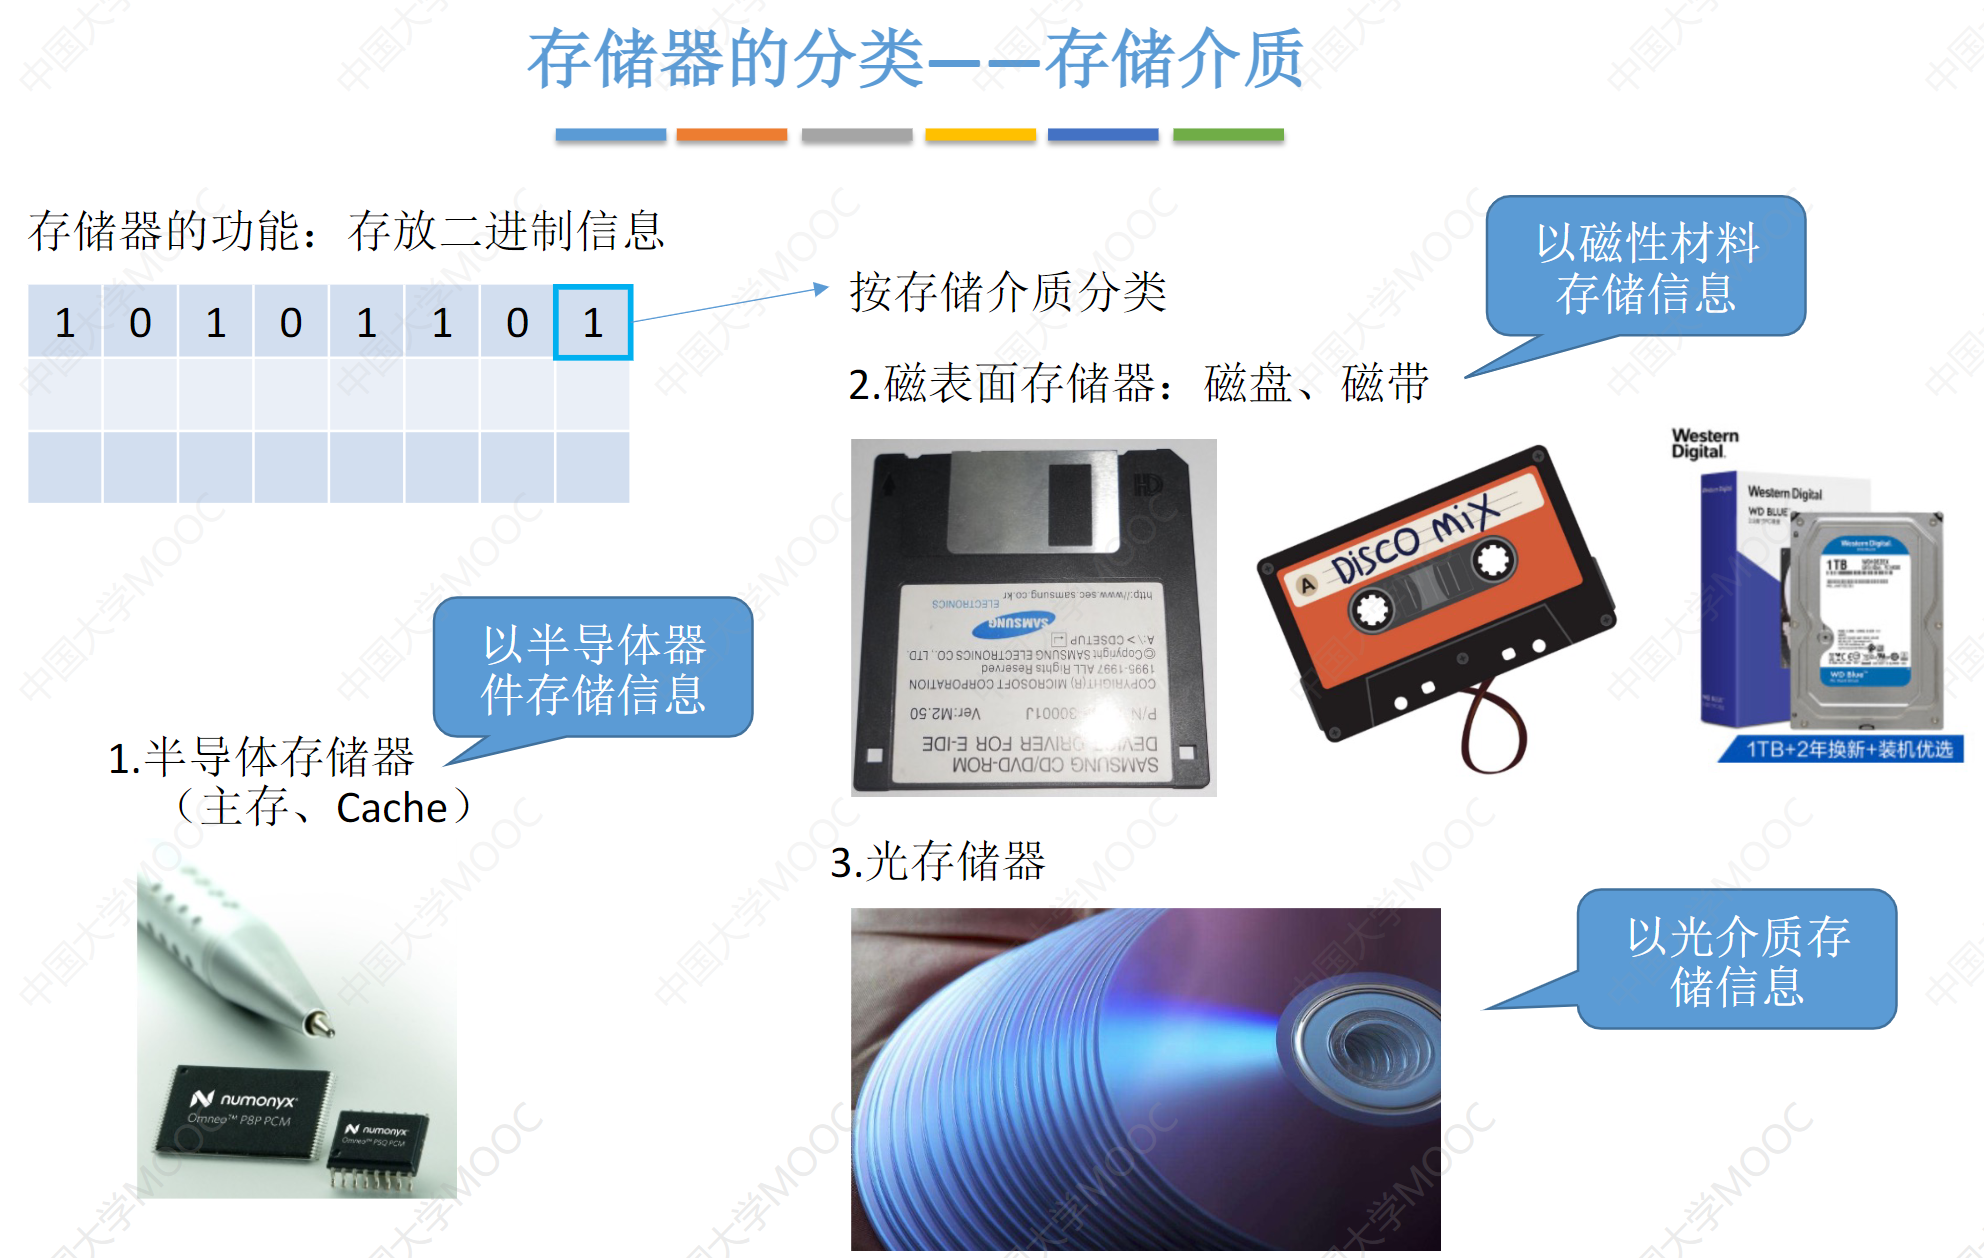 存储器的分类——存储介质
存储器的功能：存放二进制信息
1 0 1 0 1 1 0 1
按存储介质分类
以磁性材料
存储信息
2.磁表面存储器：磁盘、磁带
HD
http://www.sec.samsung.co.kr
ELECTRONICS
SAMSUNG
A:\> CDSETUP
©Copyright SAMSUNG ELECTRONICS CO., LTD.
1995-1997 ALL Rights Reserved
COPYRIGHT(R) MICROSOFT CORPORATION
30001J Ver:M2.50
DEVICE DRIVER FOR E-IDE
SAMSUNG CD/DVD-ROM
A DISCO MIX
Western
Digital
Western Digital
WD BLUE
Western Digital
1TB
WD Blue
1TB+2年换新+装机优选
以半导体器
件存储信息
1.半导体存储器
（主存、Cache）
numonyx
Omneo™ P8P PCM
numonyx
Omneo™ P5Q PCM
3.光存储器
以光介质存
储信息
中国大学MOOC